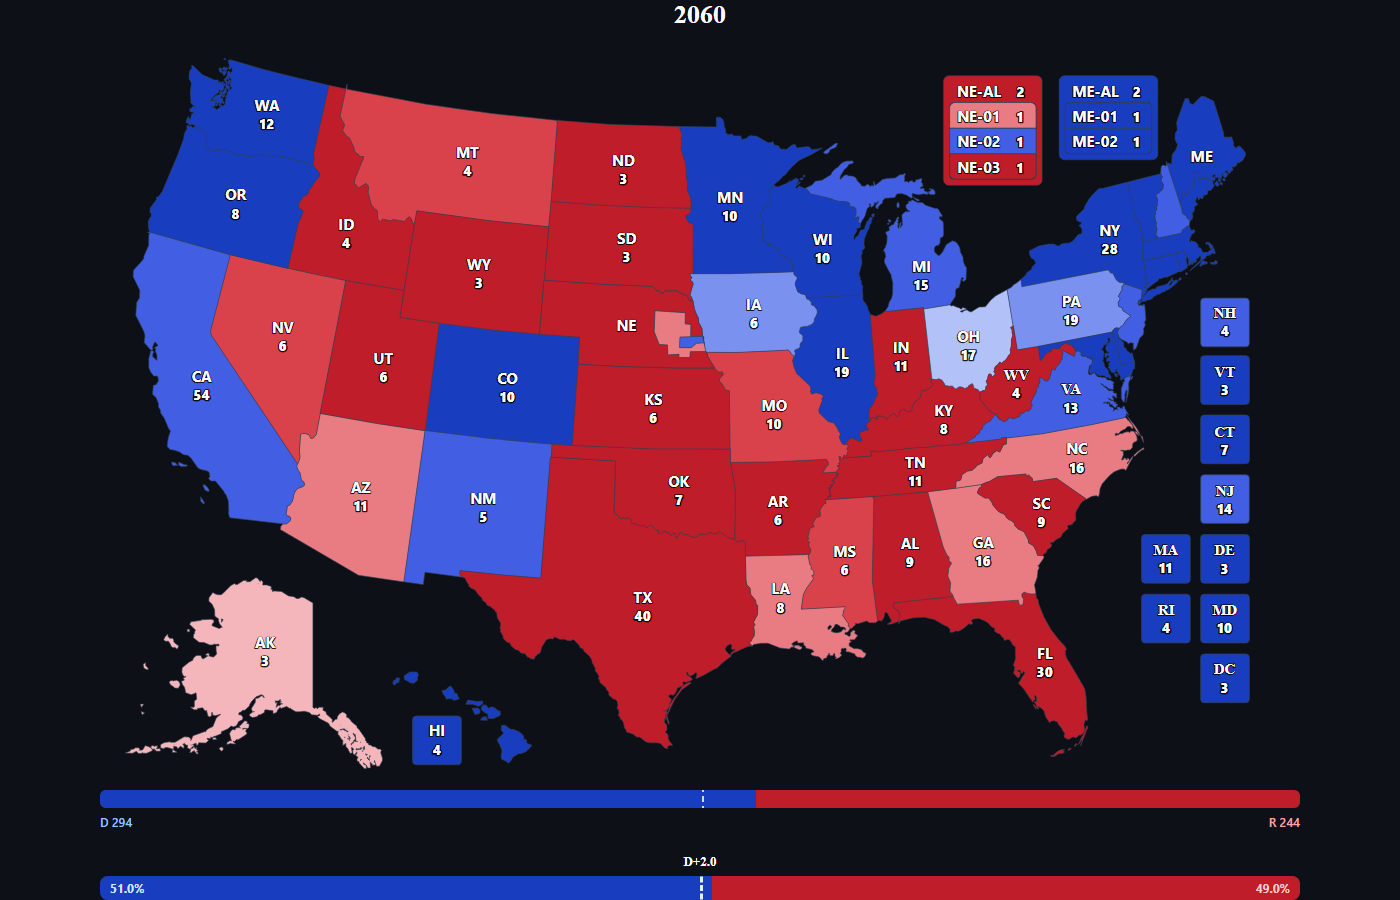 2060
NE-AL 2
NE-01 1
NE-02 1
NE-03 1
ME-AL 2
ME-01 1
ME-02 1
WA
12
MT
4
ND
3
ME
OR
8
ID
4
MN
10
NY
28
SD
3
WI
10
WY
3
MI
15
NH
4
NV
6
NE
IA
6
PA
19
UT
6
IL
19
IN
11
OH
17
CA
54
CO
10
WV
4
VA
13
VT
3
KS
6
MO
10
KY
8
CT
7
NC
16
AZ
11
NM
5
OK
7
TN
11
NJ
14
AR
6
SC
9
MS
6
AL
9
GA
16
MA
11
DE
3
LA
8
TX
40
RI
4
MD
10
AK
3
FL
30
DC
3
HI
4
D 294
R 244
D+2.0
51.0%
49.0%